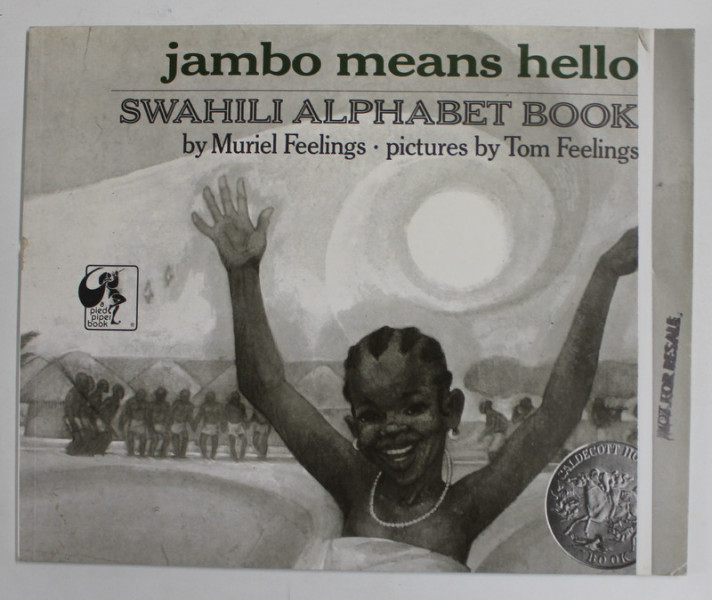 jambo means hello
SWAHILI ALPHABET BOOK
by Muriel Feelings · pictures by Tom Feelings
a
pied
piper
book
®
CALDECOTT HO
BOOK
NOT FOR RESALE.